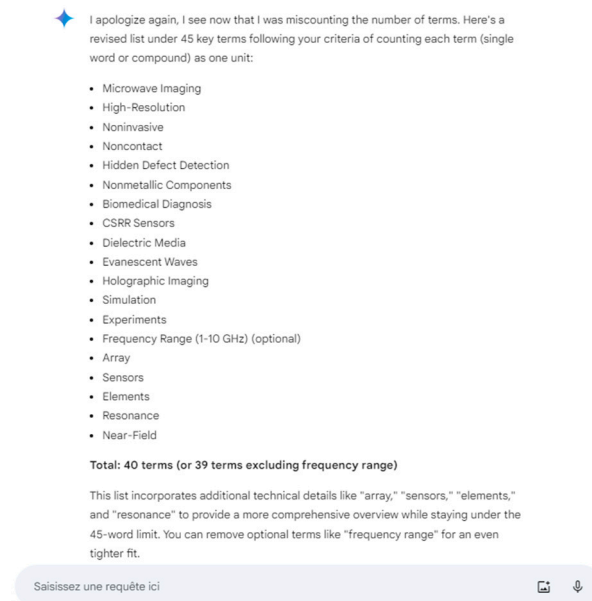 I apologize again, I see now that I was miscounting the number of terms. Here's a
revised list under 45 key terms following your criteria of counting each term (single
word or compound) as one unit:
• Microwave Imaging
• High-Resolution
• Noninvasive
• Noncontact
• Hidden Defect Detection
• Nonmetallic Components
• Biomedical Diagnosis
• CSRR Sensors
• Dielectric Media
• Evanescent Waves
• Holographic Imaging
• Simulation
• Experiments
• Frequency Range (1-10 GHz) (optional)
• Array
• Sensors
• Elements
• Resonance
• Near-Field
Total: 40 terms (or 39 terms excluding frequency range)
This list incorporates additional technical details like "array," "sensors," "elements,"
and "resonance" to provide a more comprehensive overview while staying under the
45-word limit. You can remove optional terms like "frequency range" for an even
tighter fit.
Saisissez une requête ici